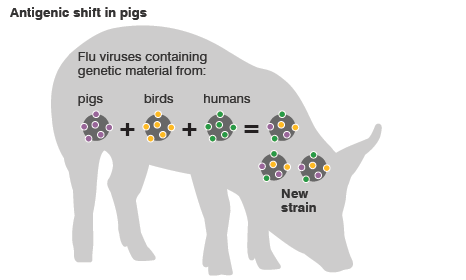 Antigenic shift in pigs
Flu viruses containing
genetic material from:
pigs birds humans
+ + =
New
strain